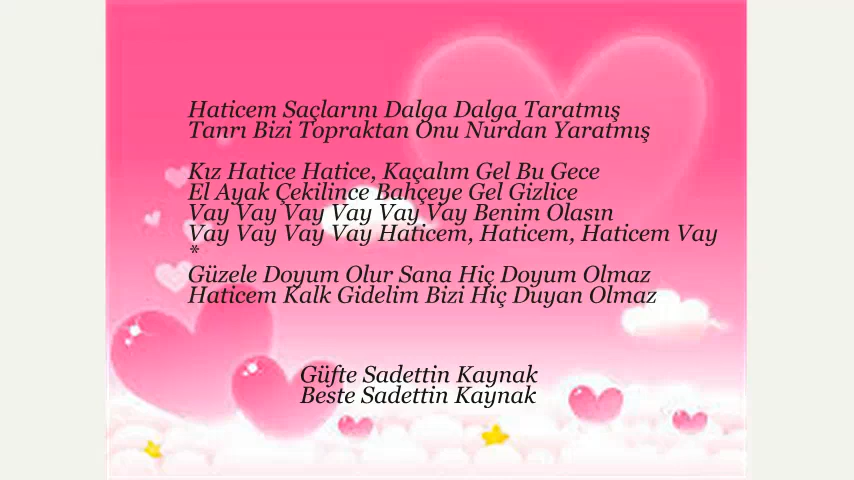 Haticem Saçlarını Dalga Dalga Taratmış
Tanrı Bizi Topraktan Onu Nurdan Yaratmış
Kız Hatice Hatice, Kaçalım Gel Bu Gece
El Ayak Çekilince Bahçeye Gel Gizlice
Vay Vay Vay Vay Vay Vay Benim Olasın
Vay Vay Vay Vay Haticem, Haticem, Haticem Vay
*
Güzele Doyum Olur Sana Hiç Doyum Olmaz
Haticem Kalk Gidelim Bizi Hiç Duyan Olmaz
Güfte Sadettin Kaynak
Beste Sadettin Kaynak